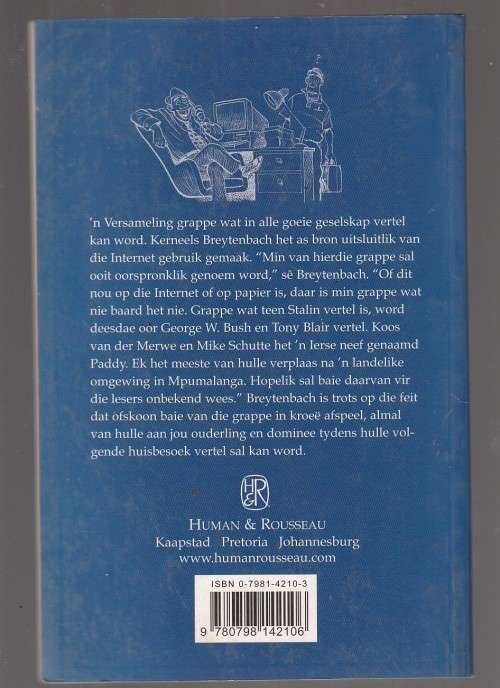 ?
'n Versameling grappe wat in alle goeie geselskap vertel
kan word. Kerneels Breytenbach het as bron uitsluitlik van
die Internet gebruik gemaak. “Min van hierdie grappe sal
ooit oorspronklik genoem word,” sê Breytenbach. “Of dit
nou op die Internet of op papier is, daar is min grappe wat
nie baard het nie. Grappe wat teen Stalin vertel is, word
deesdae oor George W. Bush en Tony Blair vertel. Koos
van der Merwe en Mike Schutte het 'n Ierse neef genaamd
Paddy. Ek het meeste van hulle verplaas na 'n landelike
omgewing in Mpumalanga. Hopelik sal baie daarvan vir
die lesers onbekend wees.” Breytenbach is trots op die feit
dat ofskoon baie van die grappe in kroeë afspeel, almal
van hulle aan jou ouderling en dominee tydens hulle vol-
gende huisbesoek vertel sal kan word.
H&R
HUMAN & ROUSSEAU
Kaapstad Pretoria Johannesburg
www.humanrousseau.com
ISBN 0-7981-4210-3
9 780798 142106